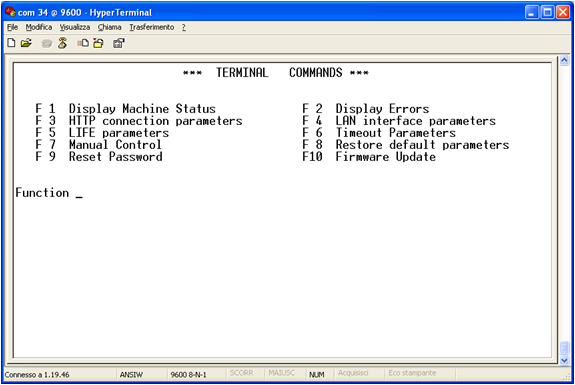 com 34 @ 9600 - HyperTerminal
File Modifica Visualizza Chiama Trasferimento ?
*** TERMINAL COMMANDS ***
F 1 Display Machine Status F 2 Display Errors
F 3 HTTP connection parameters F 4 LAN interface parameters
F 5 LIFE parameters F 6 Timeout Parameters
F 7 Manual Control F 8 Restore default parameters
F 9 Reset Password F10 Firmware Update
Function _
Connesso a 1.19.46 ANSIW 9600 8-N-1 SCORR MAIUSC NUM Acquisisci Eco stampante